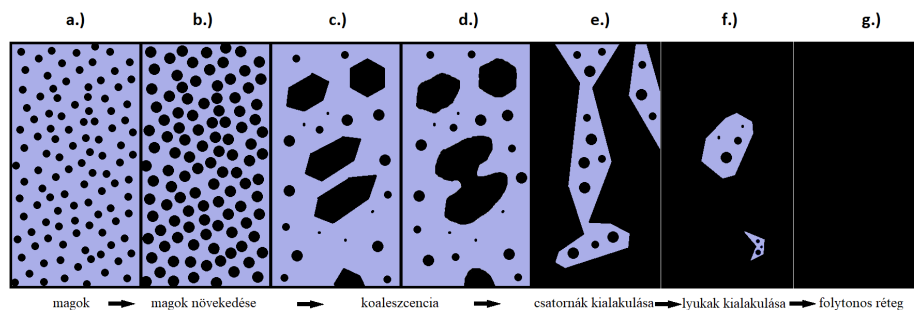 a.) b.) c.) d.) e.) f.) g.)
magok magok növekedése koaleszcencia csatornák kialakulása lyukak kialakulása folytonos réteg